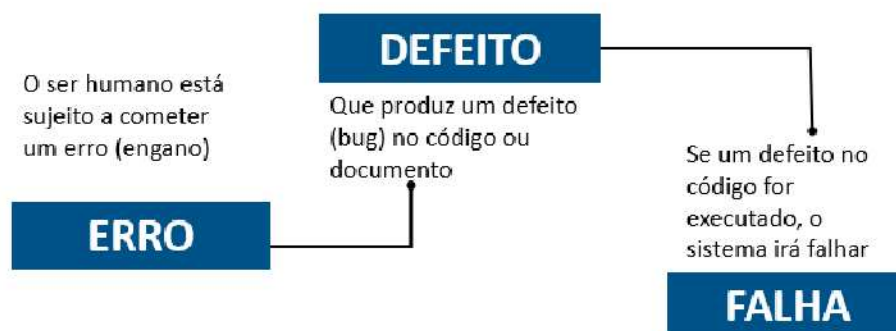 O ser humano está
sujeito a cometer
um erro (engano)
ERRO
DEFEITO
Que produz um defeito
(bug) no código ou
documento
Se um defeito no
código for
executado, o
sistema irá falhar
FALHA